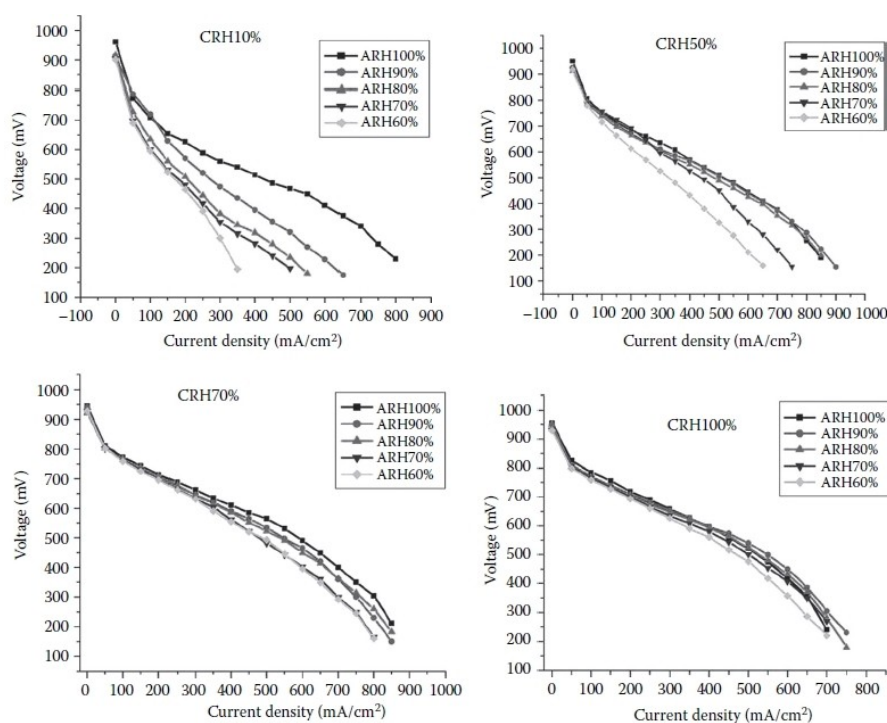 CRH10%
1000
900
800
700
600
500
400
300
200
100
Voltage (mV)
ARH100%
ARH90%
ARH80%
ARH70%
ARH60%
−100 0 100 200 300 400 500 600 700 800 900
Current density (mA/cm²)
CRH50%
1000
900
800
700
600
500
400
300
200
100
Voltage (mV)
ARH100%
ARH90%
ARH80%
ARH70%
ARH60%
−100 0 100 200 300 400 500 600 700 800 900 1000
Current density (mA/cm²)
CRH70%
1000
900
800
700
600
500
400
300
200
100
Voltage (mV)
ARH100%
ARH90%
ARH80%
ARH70%
ARH60%
0 100 200 300 400 500 600 700 800 900 1000
Current density (mA/cm²)
CRH100%
1000
900
800
700
600
500
400
300
200
100
Voltage (mV)
ARH100%
ARH90%
ARH80%
ARH70%
ARH60%
0 100 200 300 400 500 600 700 800
Current density (mA/cm²)